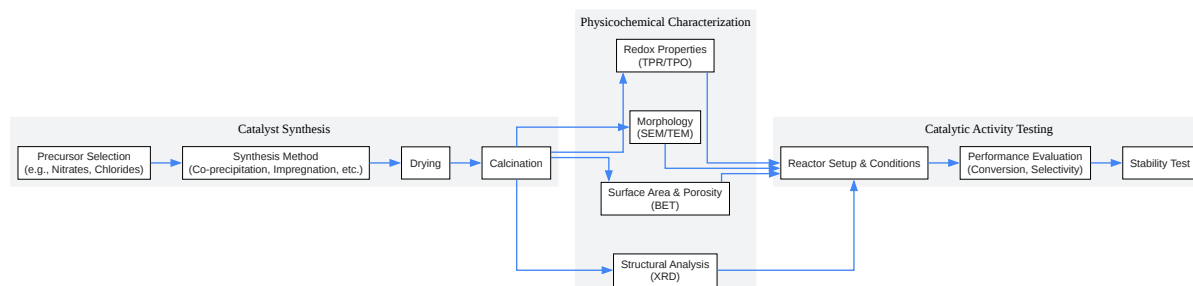 Physicochemical Characterization
Redox Properties
(TPR/TPO)
Morphology
(SEM/TEM)
Catalyst Synthesis
Catalytic Activity Testing
Precursor Selection
(e.g., Nitrates, Chlorides)
Synthesis Method
(Co-precipitation, Impregnation, etc.)
Drying
Calcination
Reactor Setup & Conditions
Performance Evaluation
(Conversion, Selectivity)
Stability Test
Surface Area & Porosity
(BET)
Structural Analysis
(XRD)